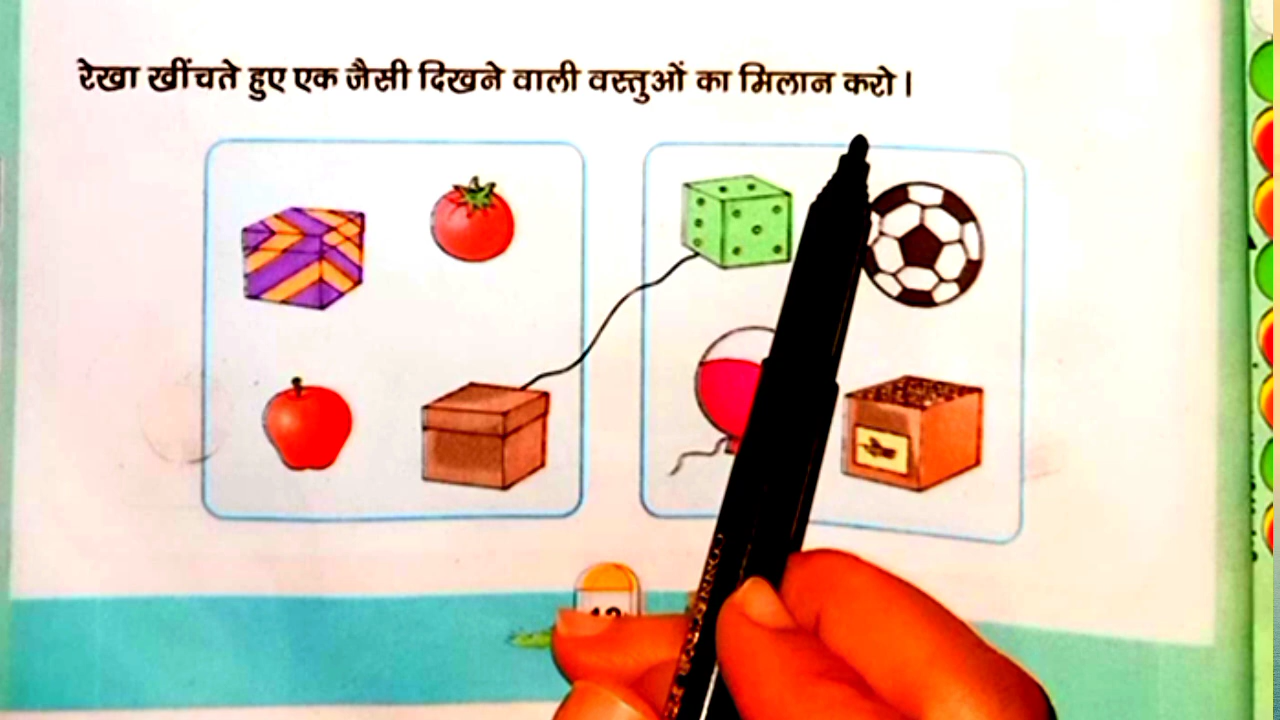 रेखा खींचते हुए एक जैसी दिखने वाली वस्तुओं का मिलान करो।